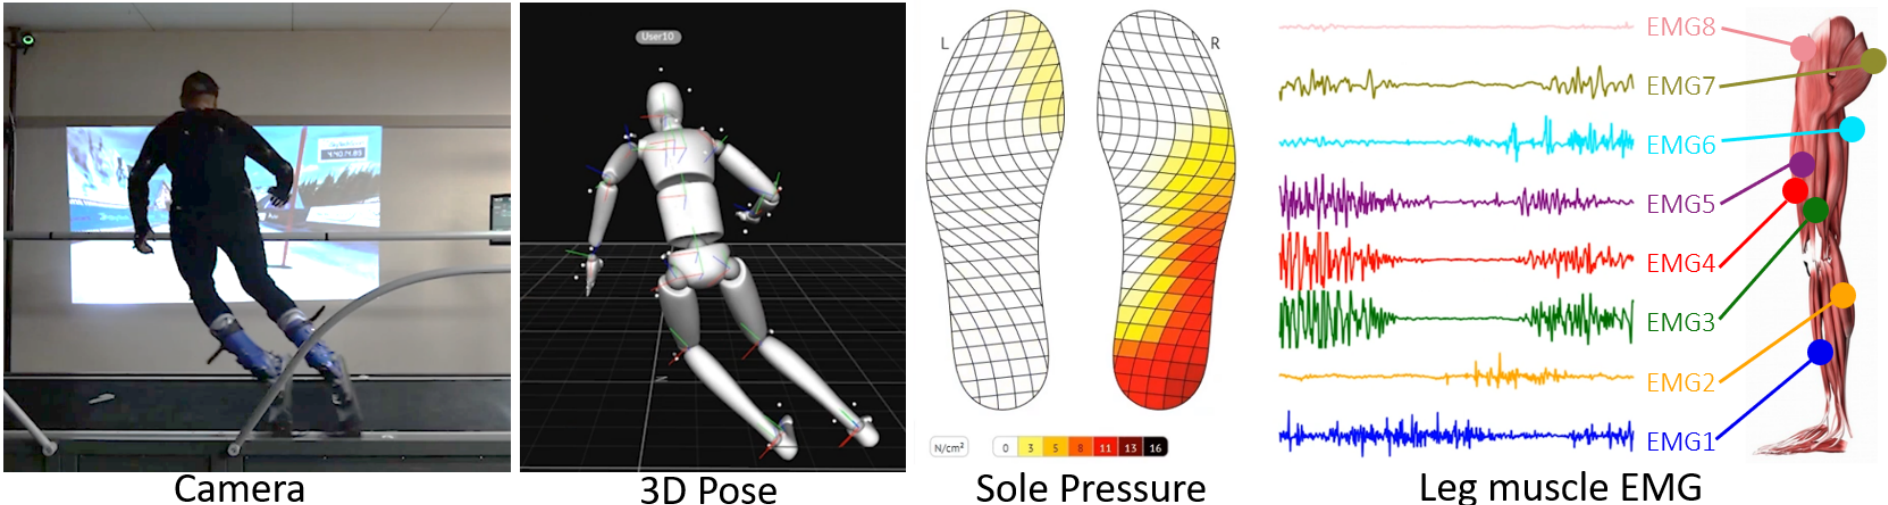 User10
L
R
N/cm²
0 3 5 8 11 13 16
EMG8
EMG7
EMG6
EMG5
EMG4
EMG3
EMG2
EMG1
Camera
3D Pose
Sole Pressure
Leg muscle EMG